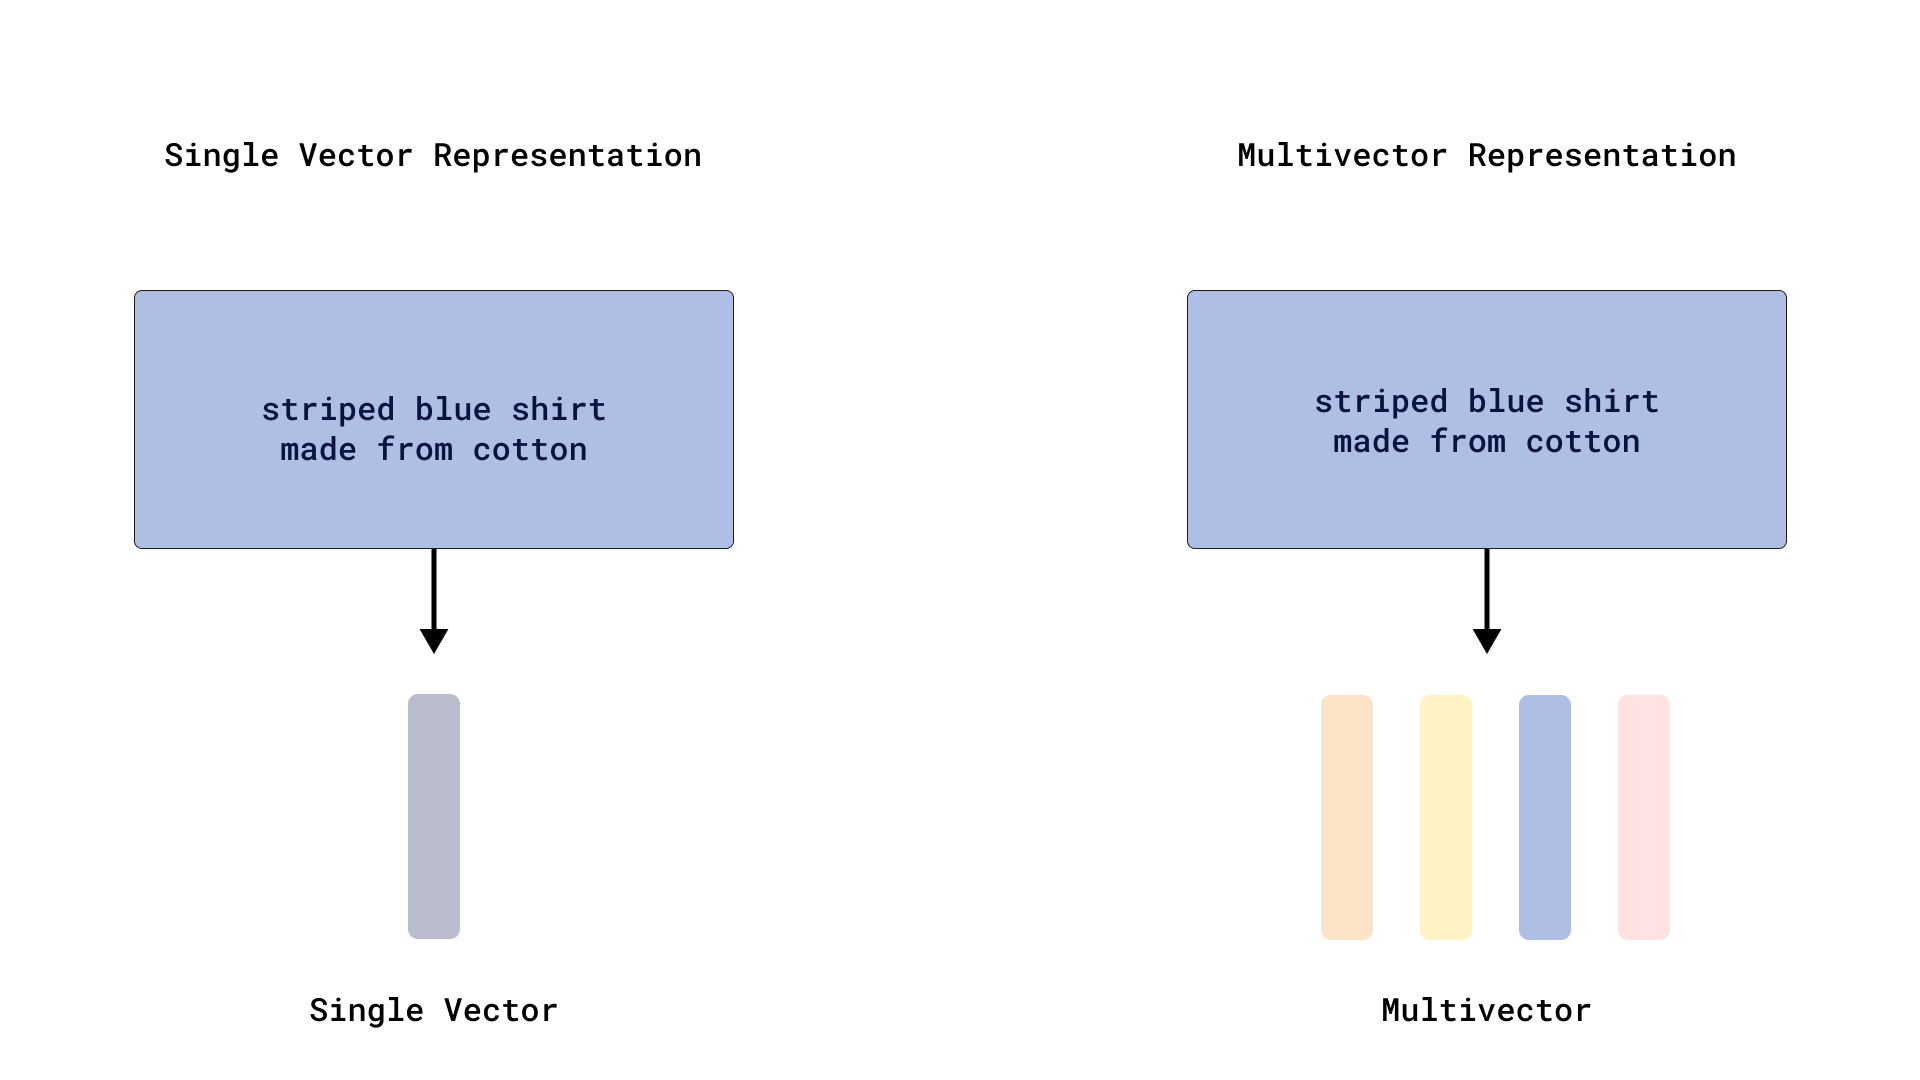 Single Vector Representation
striped blue shirt
made from cotton
Single Vector
Multivector Representation
striped blue shirt
made from cotton
Multivector